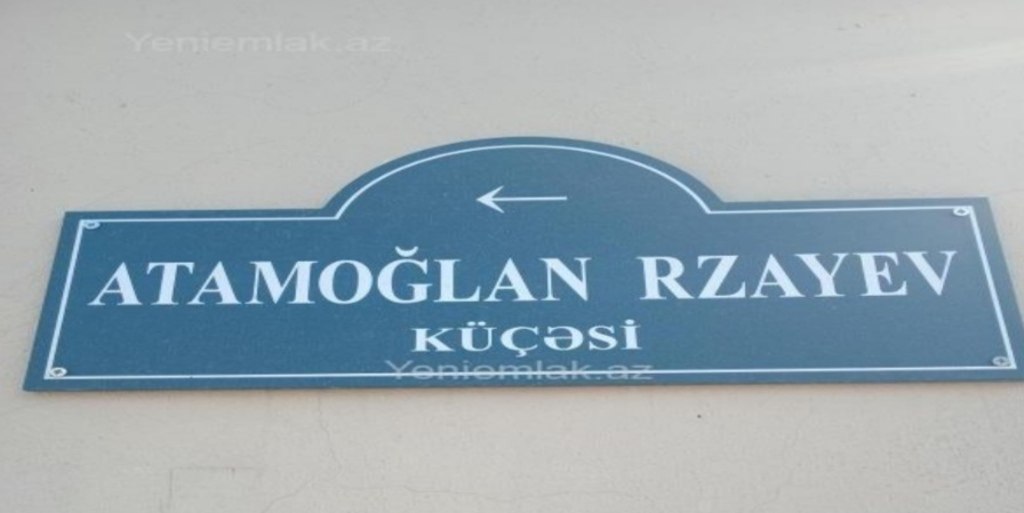 Yeniemlak.az
ATAMOĞLAN RZAYEV
KÜÇƏSİ
Yeniemlak.az